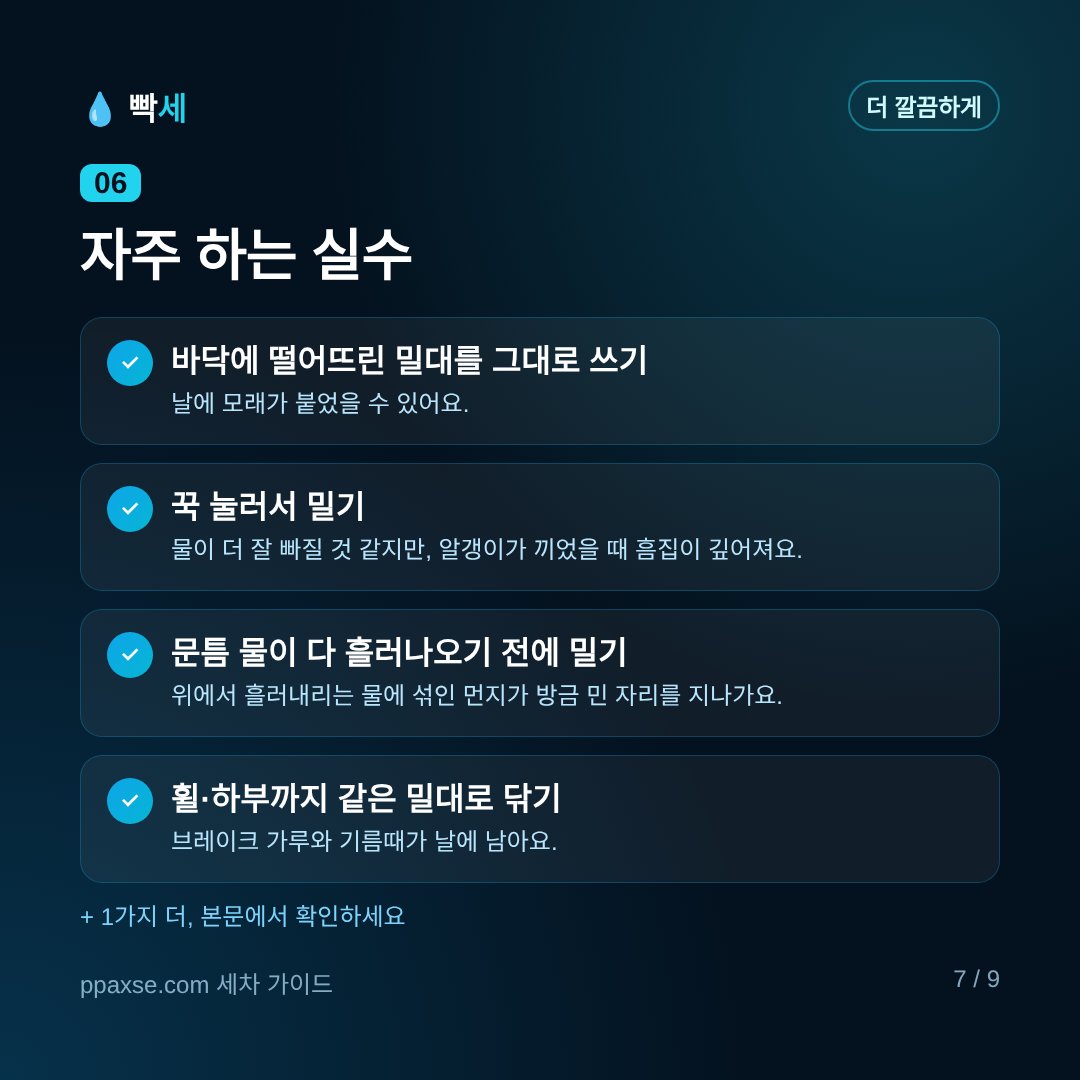 빡세
더 깔끔하게
06
자주 하는 실수
바닥에 떨어뜨린 밀대를 그대로 쓰기
날에 모래가 붙었을 수 있어요.
꾹 눌러서 밀기
물이 더 잘 빠질 것 같지만, 알갱이가 끼었을 때 흠집이 깊어져요.
문틈 물이 다 흘러나오기 전에 밀기
위에서 흘러내리는 물에 섞인 먼지가 방금 민 자리를 지나가요.
휠·하부까지 같은 밀대로 닦기
브레이크 가루와 기름때가 날에 남아요.
+ 1가지 더, 본문에서 확인하세요
ppaxse.com 세차 가이드
7 / 9